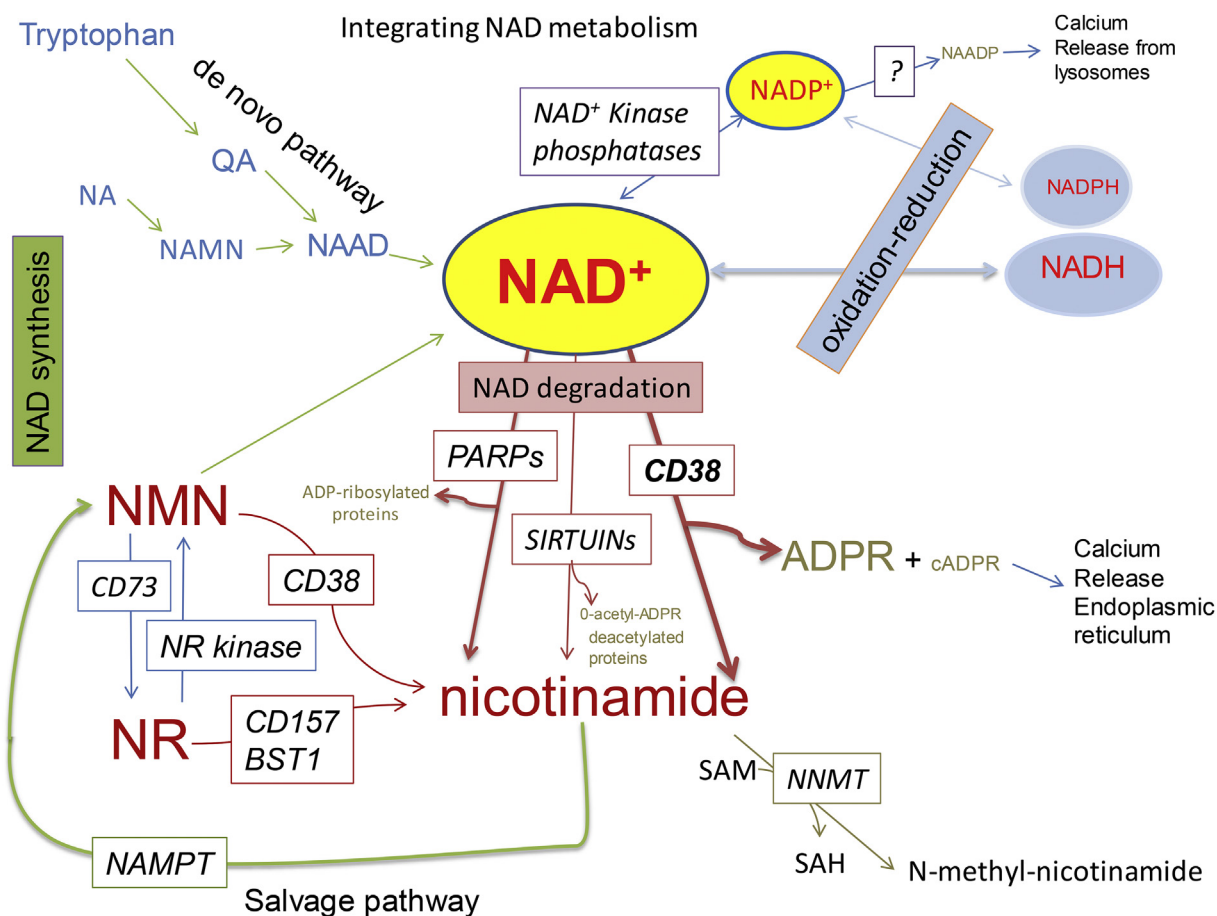 Integrating NAD metabolism
Tryptophan
de novo pathway
QA
NA
NAMN
NAAD
NAD synthesis
NAD⁺ Kinase
phosphatases
NADP⁺
?
NAADP
Calcium
Release from
lysosomes
oxidation-reduction
NADPH
NADH
NAD⁺
NAD degradation
PARPs
CD38
SIRTUINs
ADP-ribosylated
proteins
0-acetyl-ADPR
deacetylated
proteins
ADPR + cADPR
Calcium
Release
Endoplasmic
reticulum
NMN
CD73
NR kinase
CD38
NR
CD157
BST1
nicotinamide
SAM
NNMT
SAH
N-methyl-nicotinamide
NAMPT
Salvage pathway